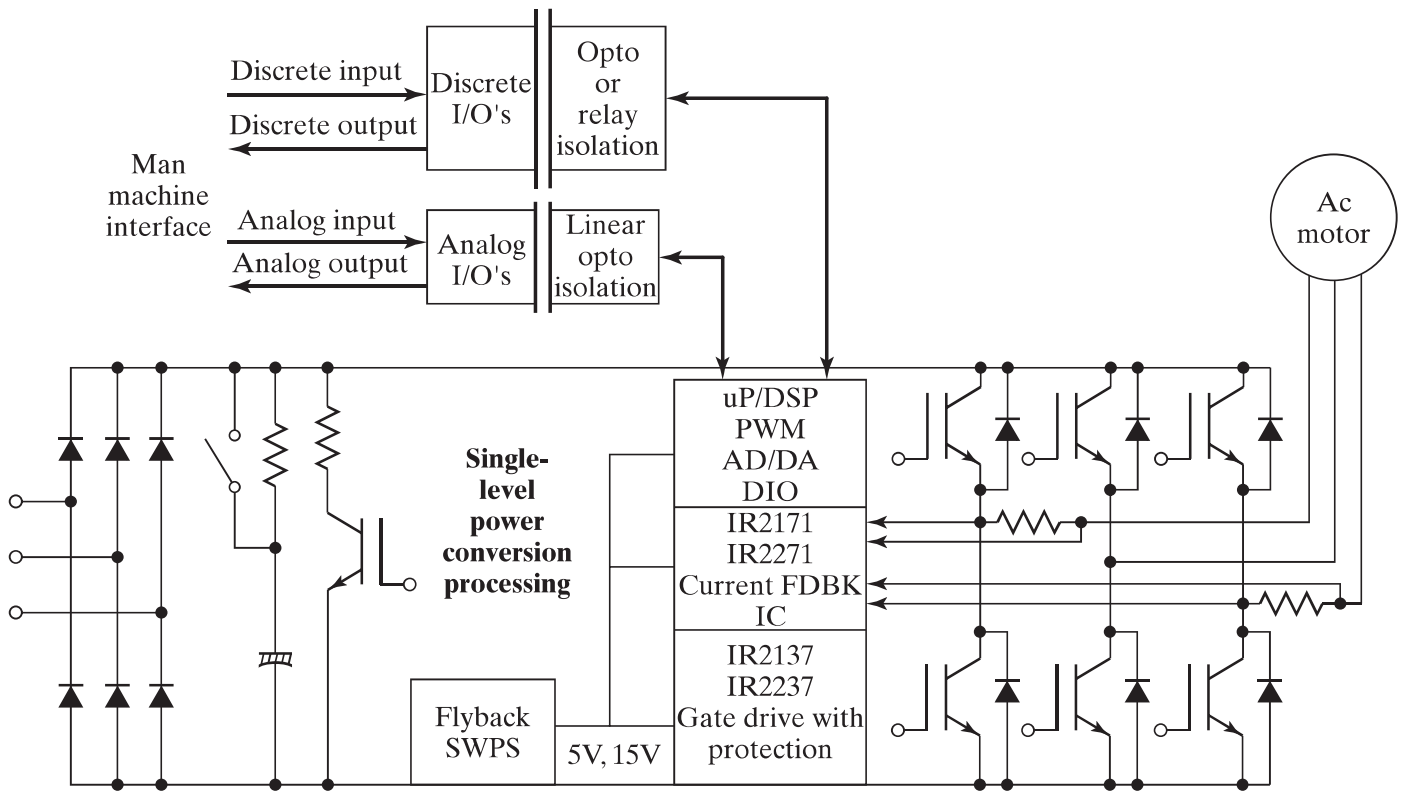 Discrete input
Discrete output
Man
machine
interface
Analog input
Analog output
Discrete
I/O's
Opto
or
relay
isolation
Analog
I/O's
Linear
opto
isolation
Ac
motor
Single-
level
power
conversion
processing
uP/DSP
PWM
AD/DA
DIO
IR2171
IR2271
Current FDBK
IC
IR2137
IR2237
Gate drive with
protection
Flyback
SWPS
5V, 15V